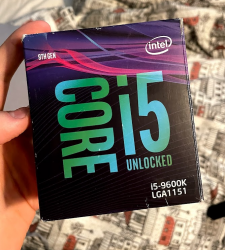 intel
9TH GEN
CORE i5
UNLOCKED
i5-9600K
LGA1151